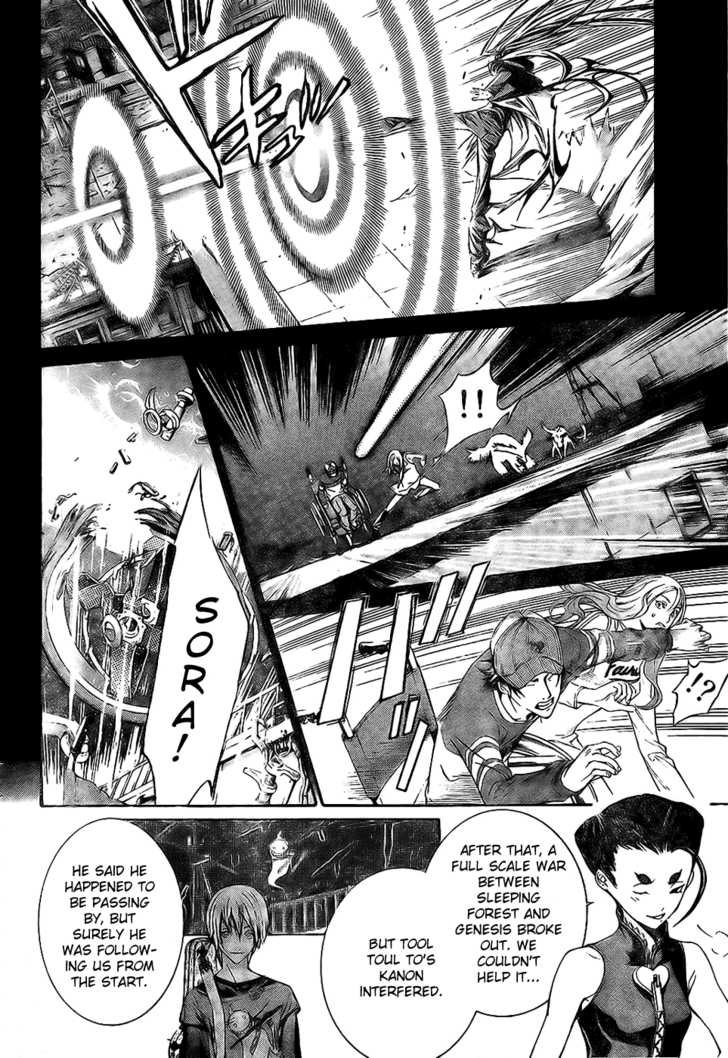 ドギュ
!!
!?
SORA!
AFTER THAT, A
FULL SCALE WAR
BETWEEN
SLEEPING
FOREST AND
GENESIS BROKE
OUT. WE
COULDN'T
HELP IT...
BUT TOOL
TOUL TO'S
KANON
INTERFERED.
HE SAID HE
HAPPENED TO
BE PASSING
BY, BUT
SURELY HE
WAS FOLLOW-
ING US FROM
THE START.